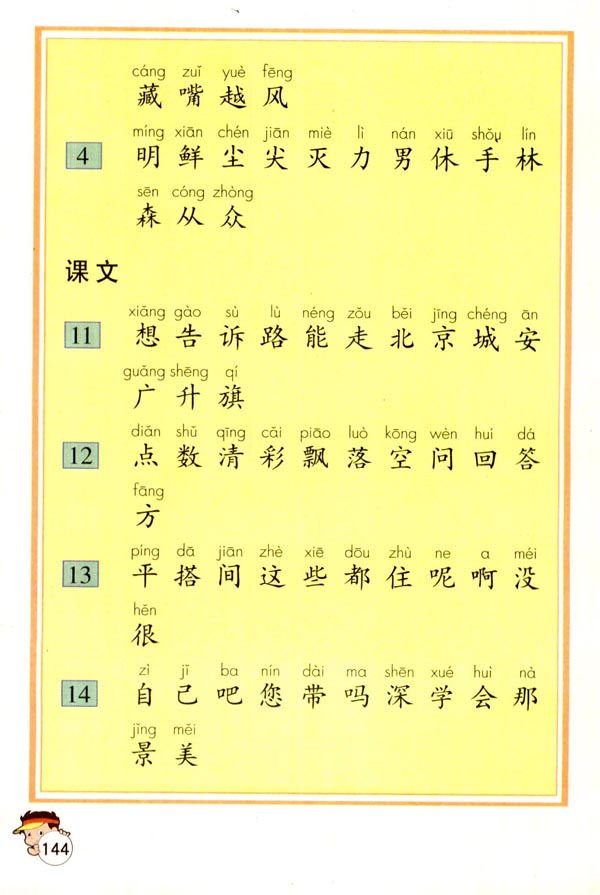 cáng zuǐ yuè fēng
藏 嘴 越 风
míng xiān chén jiān miè lì nán xiū shǒu lín
4 明 鲜 尘 尖 灭 力 男 休 手 林
sēn cóng zhòng
森 从 众
课文
xiǎng gào sù lù néng zǒu běi jīng chéng ān
11 想 告 诉 路 能 走 北 京 城 安
guǎng shēng qí
广 升 旗
diǎn shǔ qīng cǎi piāo luò kōng wèn huí dá
12 点 数 清 彩 飘 落 空 问 回 答
fāng
方
píng dā jiān zhè xiē dōu zhù ne a méi
13 平 搭 间 这 些 都 住 呢 啊 没
hěn
很
zì jǐ ba nín dài ma shēn xué huì nà
14 自 己 吧 您 带 吗 深 学 会 那
jǐng měi
景 美
144